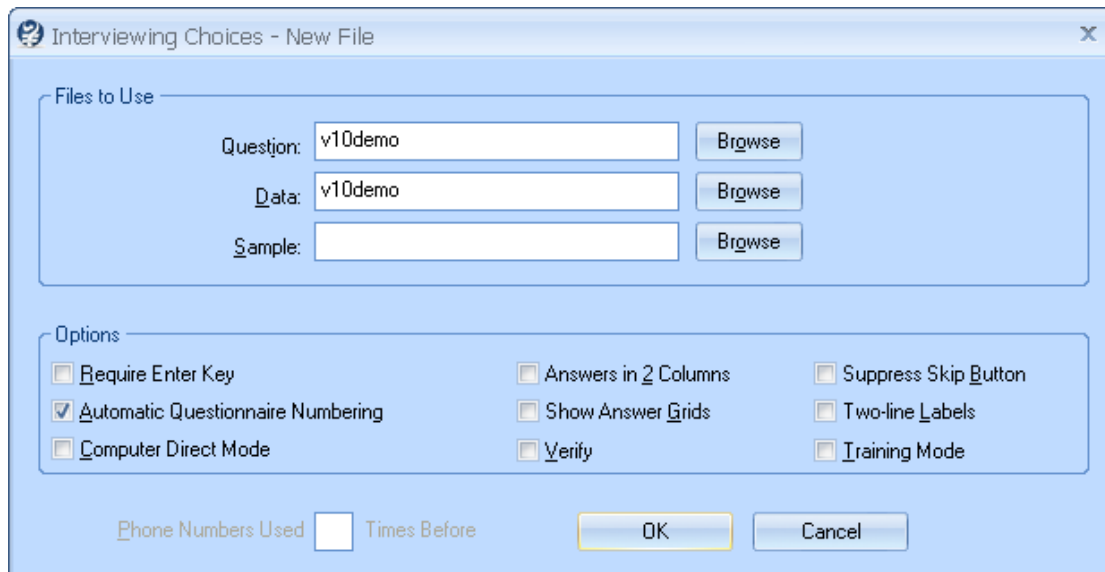 Interviewing Choices - New File
Files to Use
Question: v10demo Browse
Data: v10demo Browse
Sample: Browse
Options
Require Enter Key Answers in 2 Columns Suppress Skip Button
Automatic Questionnaire Numbering Show Answer Grids Two-line Labels
Computer Direct Mode Verify Training Mode
Phone Numbers Used Times Before OK Cancel